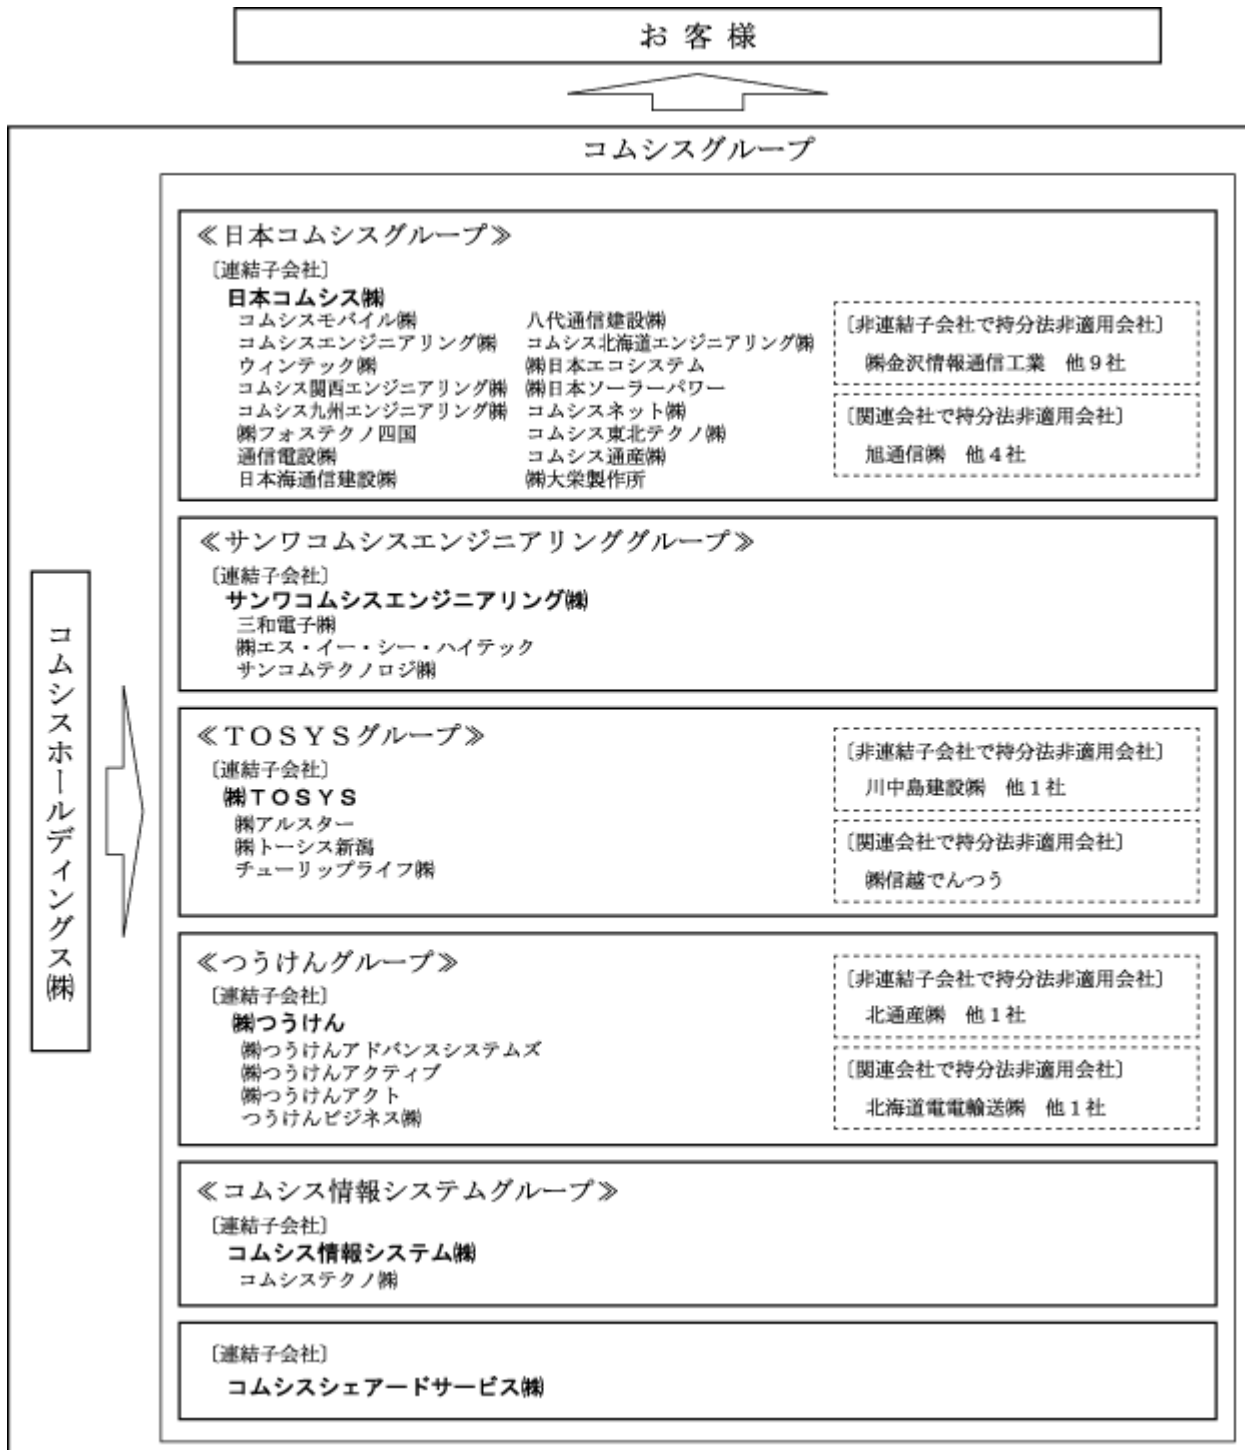 お 客 様
コムシスグループ
コムシスホールディングス㈱
≪日本コムシスグループ≫
〔連結子会社〕
日本コムシス㈱
コムシスモバイル㈱
コムシスエンジニアリング㈱
ウィンテック㈱
コムシス関西エンジニアリング㈱
コムシス九州エンジニアリング㈱
㈱フォステクノ四国
通信電設㈱
日本海通信建設㈱
八代通信建設㈱
コムシス北海道エンジニアリング㈱
㈱日本エコシステム
㈱日本ソーラーパワー
コムシスネット㈱
コムシス東北テクノ㈱
コムシス通産㈱
㈱大栄製作所
〔非連結子会社で持分法非適用会社〕
㈱金沢情報通信工業　他９社
〔関連会社で持分法非適用会社〕
旭通信㈱　他４社
≪サンワコムシスエンジニアリンググループ≫
〔連結子会社〕
サンワコムシスエンジニアリング㈱
三和電子㈱
㈱エス・イー・シー・ハイテック
サンコムテクノロジ㈱
≪ＴＯＳＹＳグループ≫
〔連結子会社〕
㈱ＴＯＳＹＳ
㈱アルスター
㈱トーシス新潟
チューリップライフ㈱
〔非連結子会社で持分法非適用会社〕
川中島建設㈱　他１社
〔関連会社で持分法非適用会社〕
㈱信越でんつう
≪つうけんグループ≫
〔連結子会社〕
㈱つうけん
㈱つうけんアドバンスシステムズ
㈱つうけんアクティブ
㈱つうけんアクト
つうけんビジネス㈱
〔非連結子会社で持分法非適用会社〕
北通産㈱　他１社
〔関連会社で持分法非適用会社〕
北海道電電輸送㈱　他１社
≪コムシス情報システムグループ≫
〔連結子会社〕
コムシス情報システム㈱
コムシステクノ㈱
〔連結子会社〕
コムシスシェアードサービス㈱